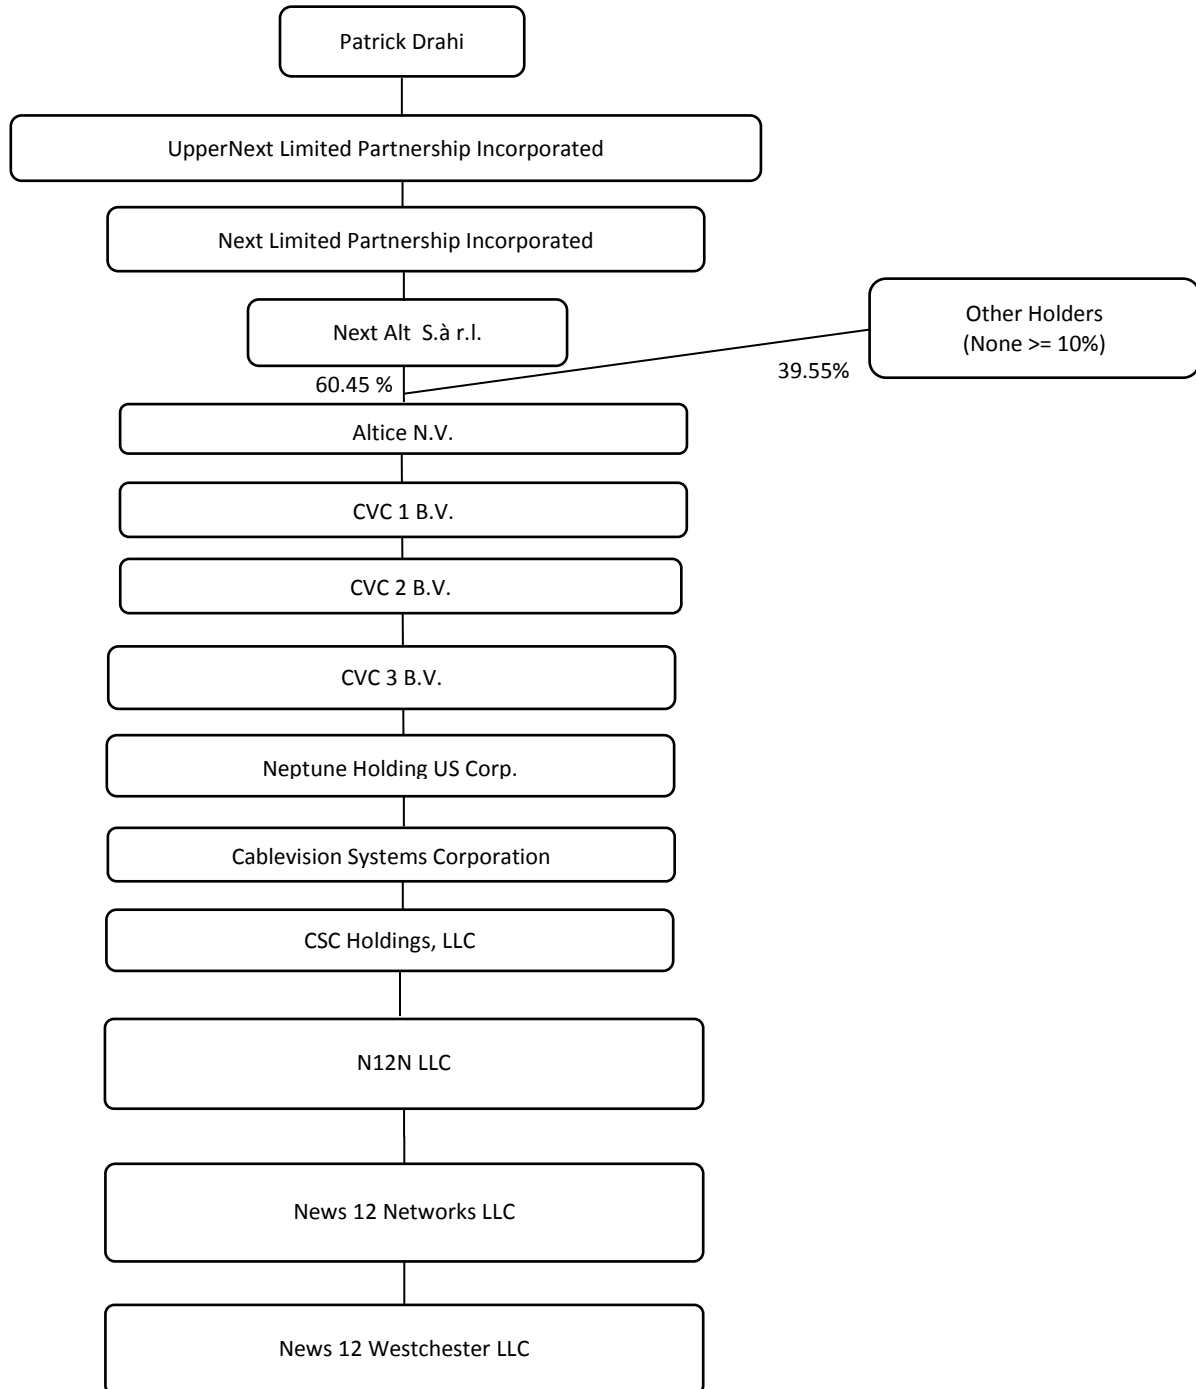 Patrick Drahi
UpperNext Limited Partnership Incorporated
Next Limited Partnership Incorporated
Next Alt S.à r.l.
Other Holders
(None >= 10%)
60.45 %
39.55%
Altice N.V.
CVC 1 B.V.
CVC 2 B.V.
CVC 3 B.V.
Neptune Holding US Corp.
Cablevision Systems Corporation
CSC Holdings, LLC
N12N LLC
News 12 Networks LLC
News 12 Westchester LLC